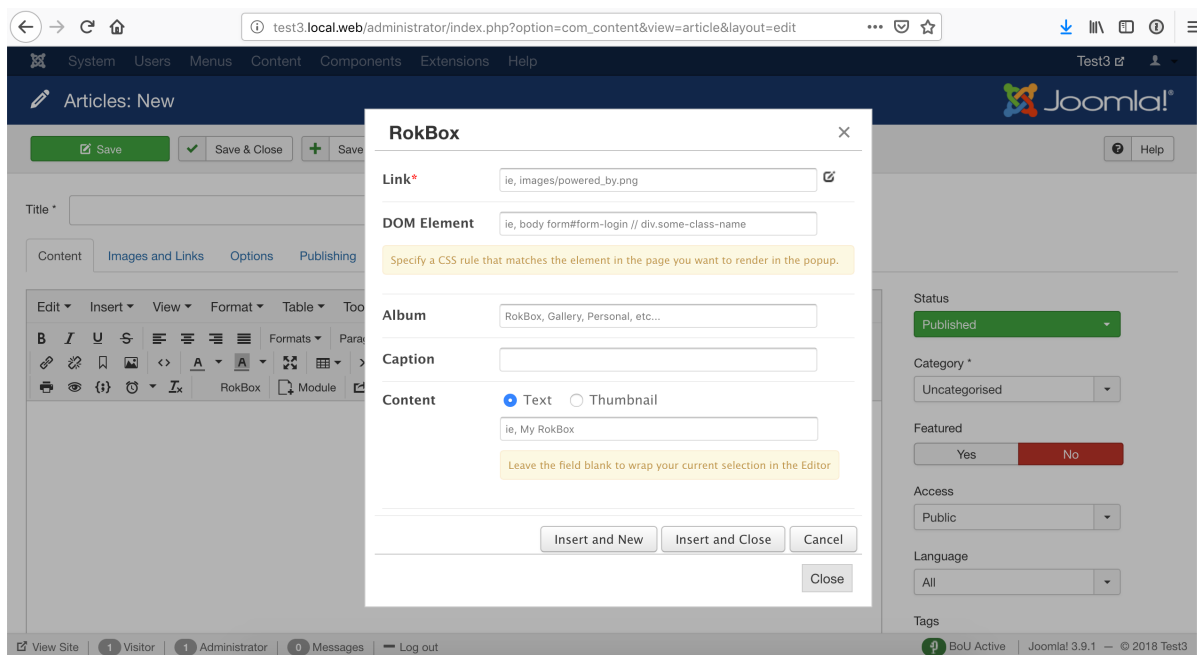 test3.local.web/administrator/index.php?option=com_content&view=article&layout=edit
System Users Menus Content Components Extensions Help Test3
Articles: New Joomla!®
Save Save & Close Save Help
RokBox ×
Link* ie, images/powered_by.png
Title *
DOM Element ie, body form#form-login // div.some-class-name
Content Images and Links Options Publishing
Specify a CSS rule that matches the element in the page you want to render in the popup.
Status
Edit Insert View Format Table Too
Album RokBox, Gallery, Personal, etc...
Published
B I U S Formats Para
Caption
Category *
A A
RokBox Module
Uncategorised
Content Text Thumbnail
ie, My RokBox
Featured
Yes No
Leave the field blank to wrap your current selection in the Editor
Access
Public
Insert and New Insert and Close Cancel
Language
Close
All
Tags
View Site 1 Visitor 1 Administrator 0 Messages Log out BoU Active Joomla! 3.9.1 — © 2018 Test3